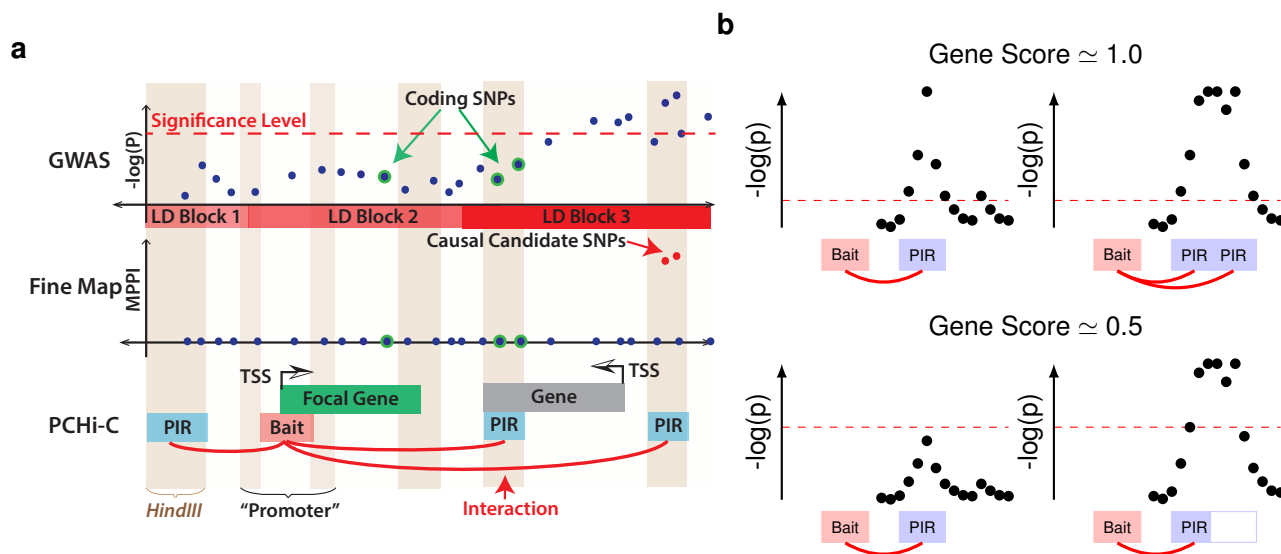 a
Coding SNPs
Significance Level
GWAS
-log(P)
LD Block 1
LD Block 2
LD Block 3
Causal Candidate SNPs
Fine Map
MPPI
TSS
TSS
Focal Gene
Gene
PCHi-C
PIR
Bait
PIR
PIR
HindIII
"Promoter"
Interaction
b
Gene Score ≃ 1.0
-log(p)
-log(p)
Bait
PIR
Bait
PIR PIR
Gene Score ≃ 0.5
-log(p)
-log(p)
Bait
PIR
Bait
PIR